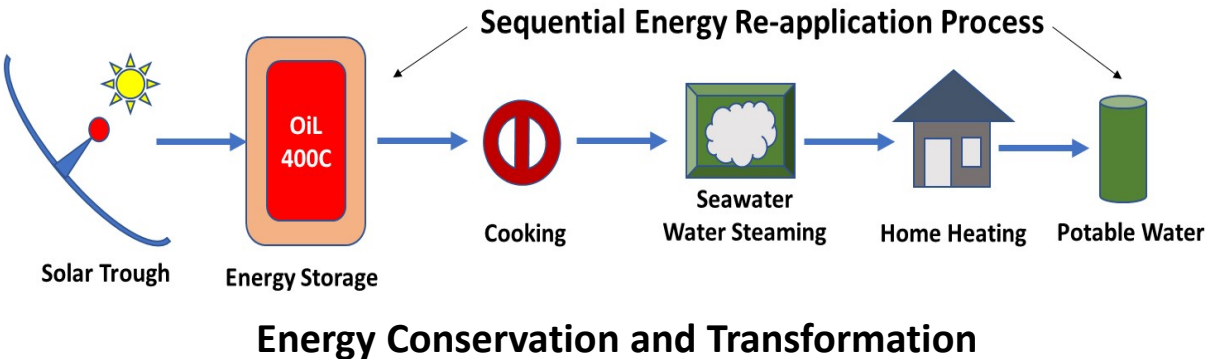 Sequential Energy Re-application Process
OiL
400C
Solar Trough
Energy Storage
Cooking
Seawater
Water Steaming
Home Heating
Potable Water
Energy Conservation and Transformation